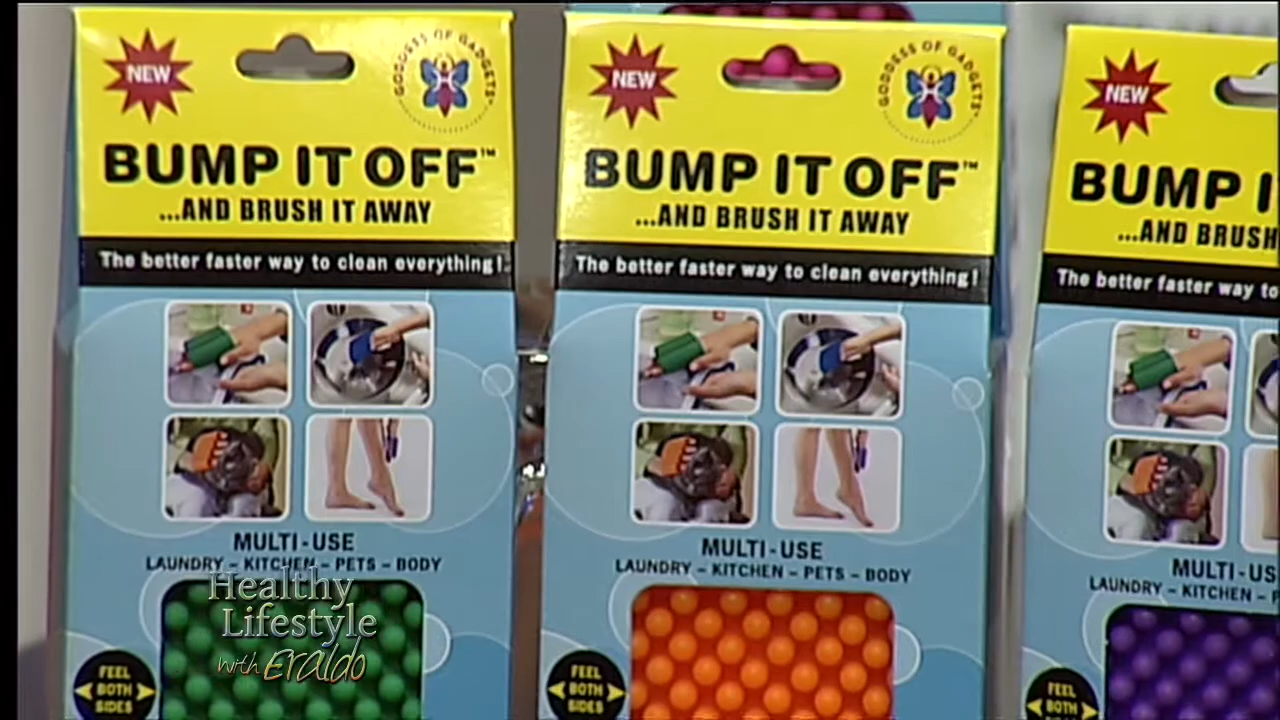 NEW
GODDESS OF GADGETS
BUMP IT OFF™
...AND BRUSH IT AWAY
The better faster way to clean everything!
MULTI-USE
LAUNDRY – KITCHEN – PETS – BODY
FEEL
BOTH
SIDES
NEW
GODDESS OF GADGETS
BUMP IT OFF™
...AND BRUSH IT AWAY
The better faster way to clean everything!
MULTI-USE
LAUNDRY – KITCHEN – PETS – BODY
FEEL
BOTH
SIDES
NEW
BUMP I
...AND BRUSH
The better faster way to
MULTI-US
LAUNDRY – KITCHEN – P
FEEL
BOTH
Healthy
Lifestyle
with Eraldo